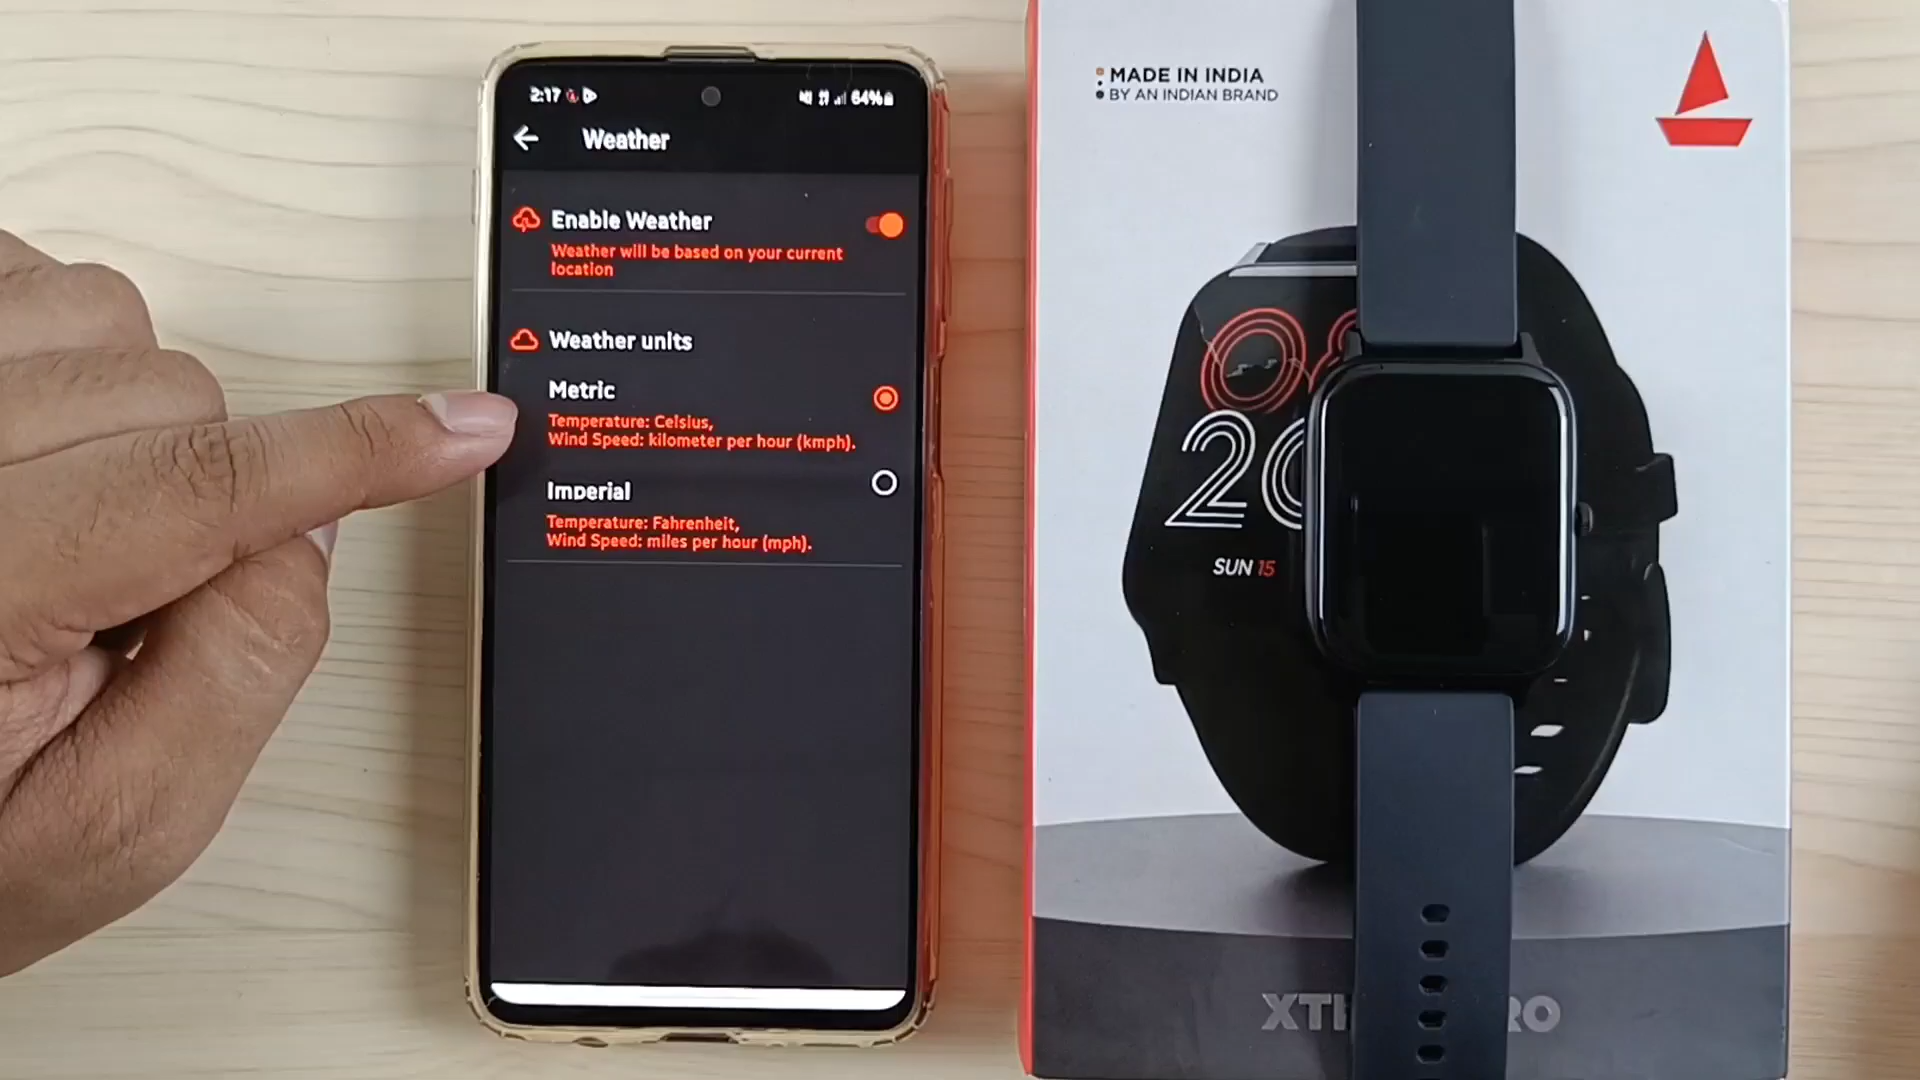 2:17
64%
Weather
Enable Weather
Weather will be based on your current
location
Weather units
Metric
Temperature: Celsius,
Wind Speed: kilometer per hour (kmph).
Imperial
Temperature: Fahrenheit,
Wind Speed: miles per hour (mph).
MADE IN INDIA
BY AN INDIAN BRAND
SUN 15